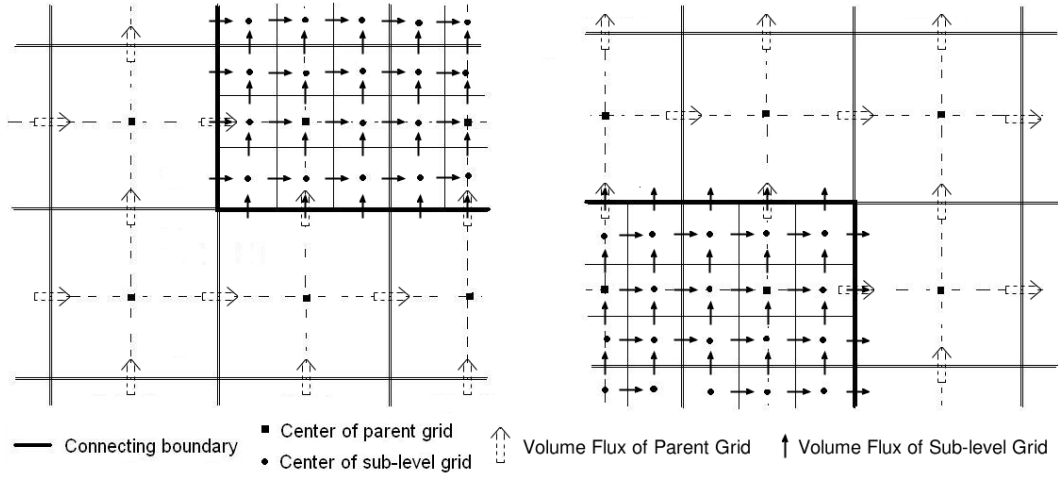 Connecting boundary
Center of parent grid
Center of sub-level grid
Volume Flux of Parent Grid
Volume Flux of Sub-level Grid